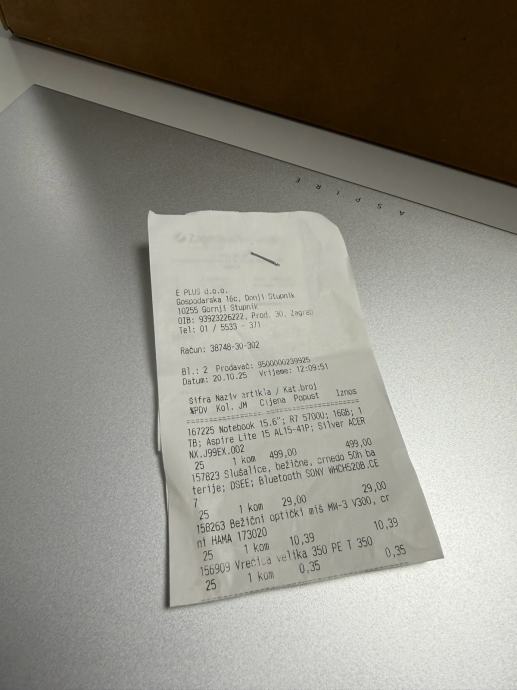 ASPIRE
E PLUS d.o.o.
Gospodarska 16c, Donji Stupnik
10255 Gornji Stupnik
OIB: 93923226222, Prod. 30, Zagreb
Tel: 01 / 5533 - 371
Račun: 38748-30-302
Bl.: 2 Prodavač: 9500000239925
Datum: 20.10.25 Vrijeme: 12:09:51
Šifra Naziv artikla / Kat.broj
%PDV Kol. JM Cijena Popust Iznos
167225 Notebook 15.6"; R7 5700U; 16GB; 1
TB; Aspire Lite 15 AL15-41P; Silver ACER
NX.J99EX.002
25 1 kom 499,00 499,00
157823 Slušalice, bežične, crnedo 50h ba
terije; DSEE; Bluetooth SONY WHCH520B.CE
7
25 1 kom 29,00 29,00
158263 Bežični optički miš MW-3 V300, cr
ni HAMA 173020
25 1 kom 10,39 10,39
156909 Vrećica velika 350 PE T 350
25 1 kom 0,35 0,35